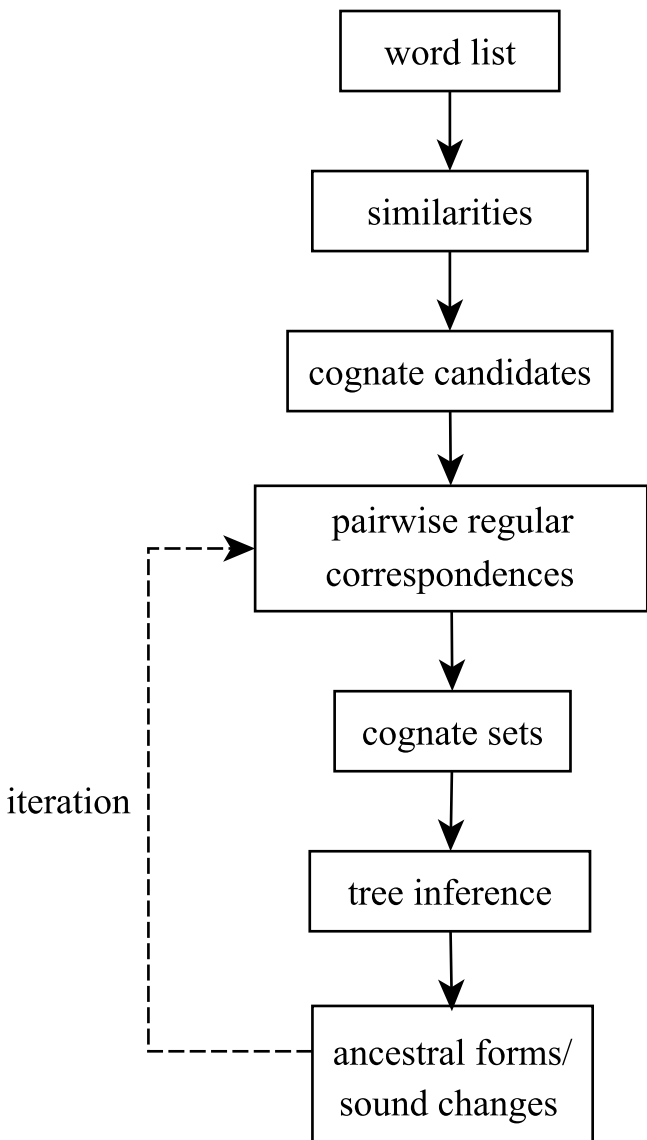 word list
similarities
cognate candidates
pairwise regular
correspondences
cognate sets
iteration
tree inference
ancestral forms/
sound changes